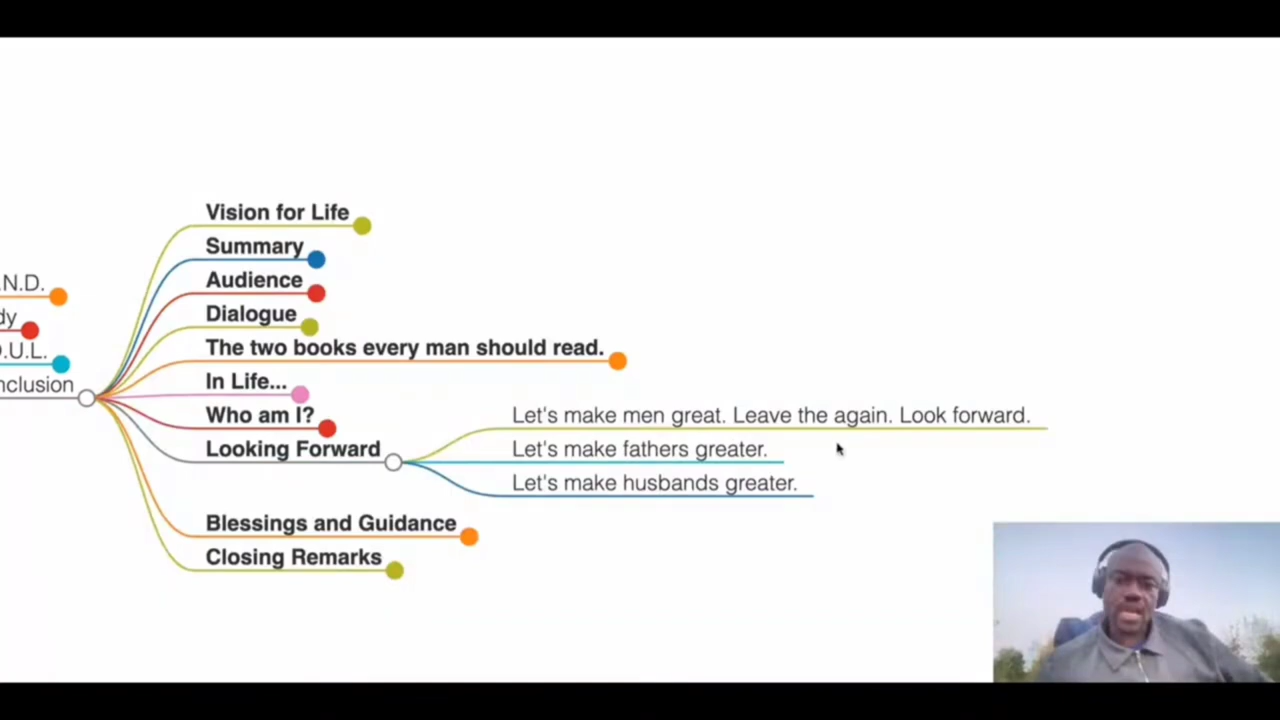 .N.D.
dy
.U.L.
nclusion
Vision for Life
Summary
Audience
Dialogue
The two books every man should read.
In Life...
Who am I?
Looking Forward
Let's make men great. Leave the again. Look forward.
Let's make fathers greater.
Let's make husbands greater.
Blessings and Guidance
Closing Remarks